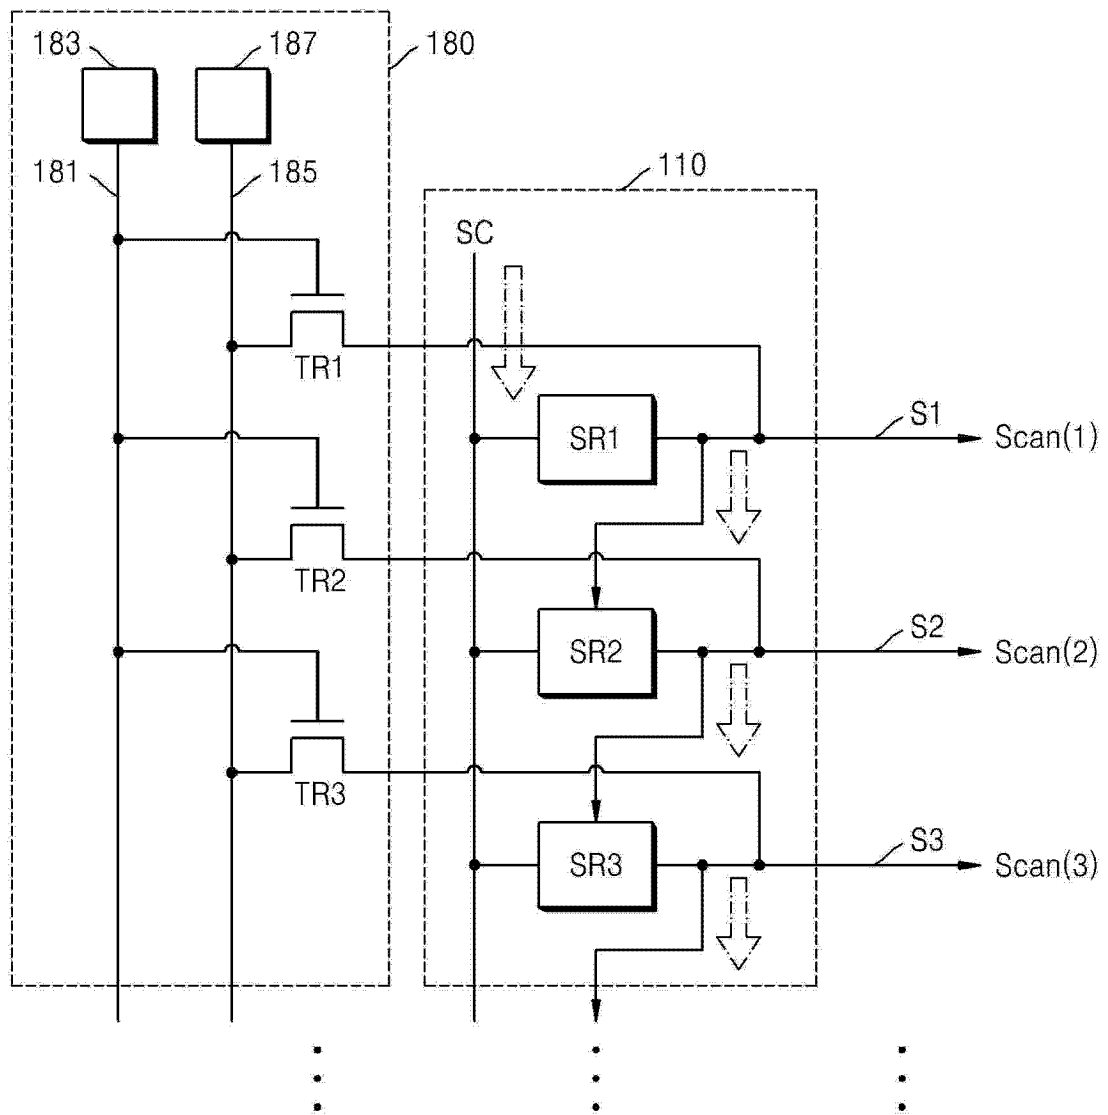 183
187
180
181
185
110
SC
TR1
SR1
S1
Scan(1)
TR2
SR2
S2
Scan(2)
TR3
SR3
S3
Scan(3)